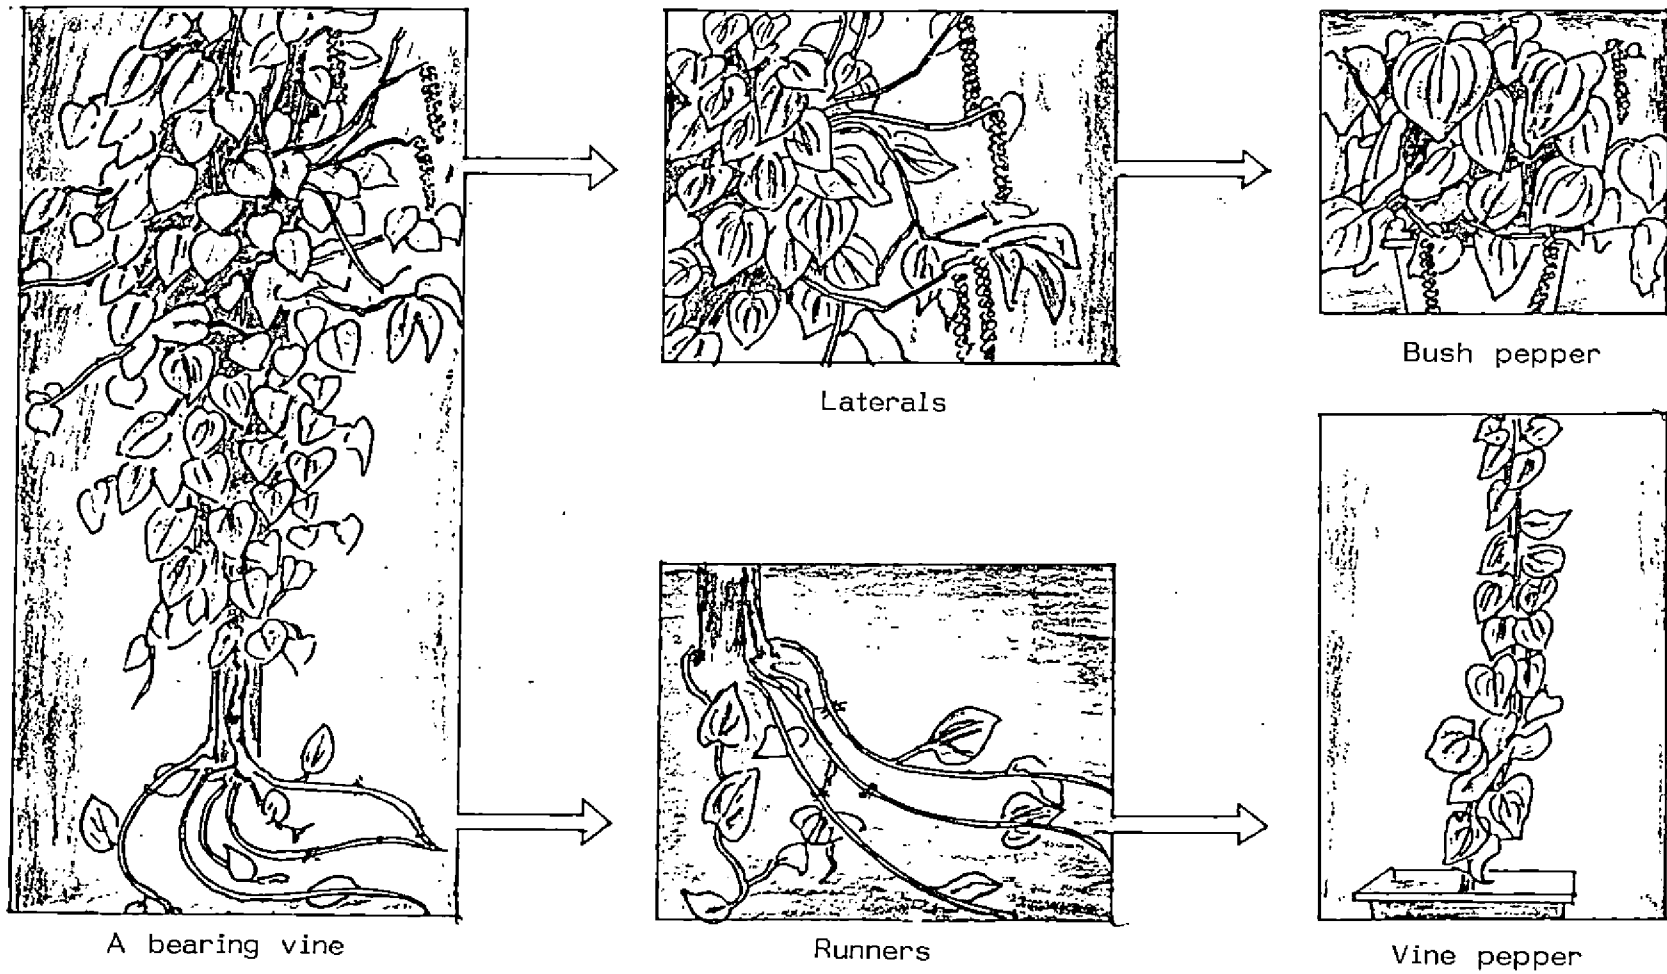 Laterals
Bush pepper
A bearing vine
Runners
Vine pepper